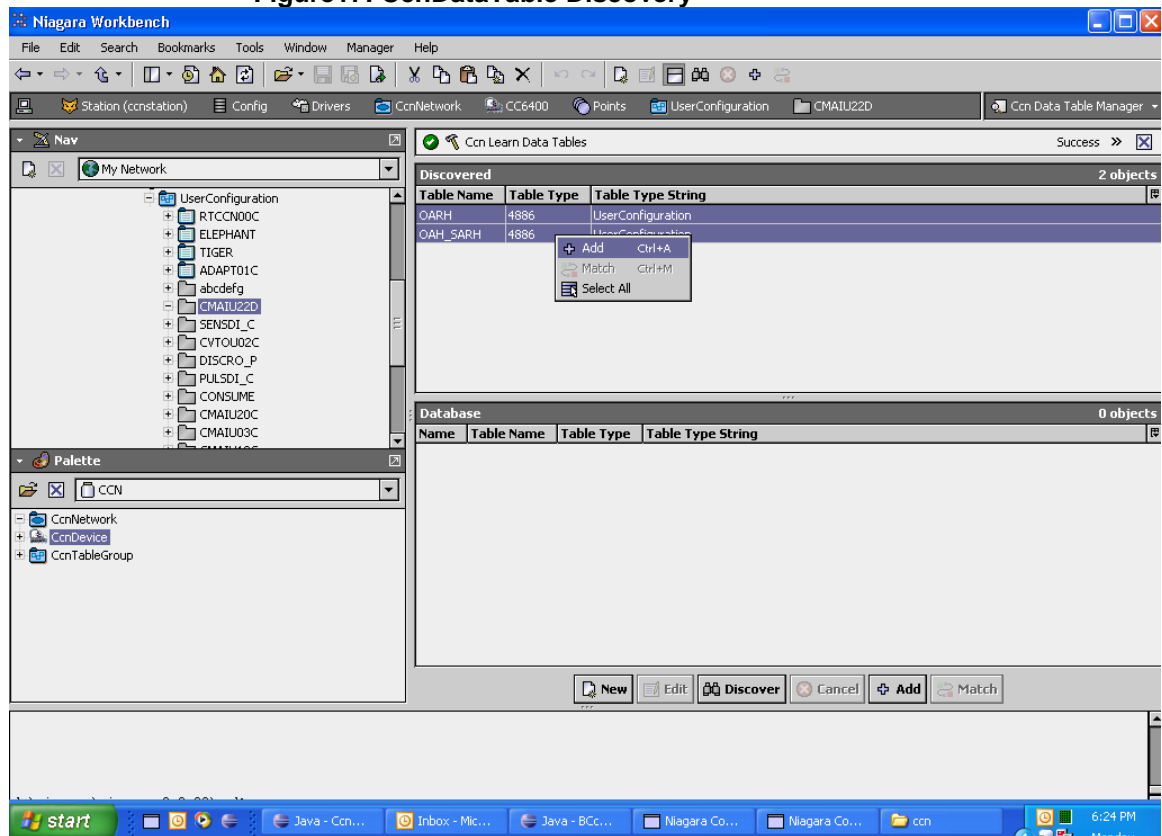 CcnDataTable Discovery
Niagara Workbench
File Edit Search Bookmarks Tools Window Manager Help
Station (ccnstation) Config Drivers CcnNetwork CC6400 Points UserConfiguration CMAIU22D Ccn Data Table Manager
Nav
My Network
UserConfiguration
RTCCN00C
ELEPHANT
TIGER
ADAPT01C
abcdefg
CMAIU22D
SENSDI_C
CVTOU02C
DISCRO_P
PULSDI_C
CONSUME
CMAIU20C
CMAIU03C
Palette
CCN
CcnNetwork
CcnDevice
CcnTableGroup
Ccn Learn Data Tables Success »
Discovered 2 objects
Table Name Table Type Table Type String
OARH 4886 UserConfiguration
OAH_SARH 4886 UserConfiguration
Add Ctrl+A
Match Ctrl+M
Select All
Database 0 objects
Name Table Name Table Type Table Type String
New Edit Discover Cancel Add Match
start Java - Ccn... Inbox - Mic... Java - BCc... Niagara Co... Niagara Co... ccn 6:24 PM
Monday